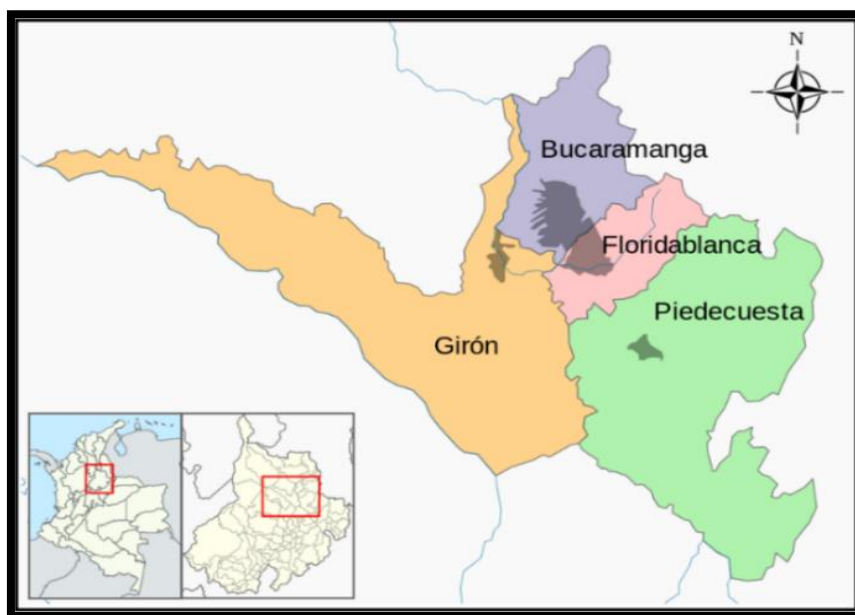 N
Bucaramanga
Floridablanca
Piedecuesta
Girón